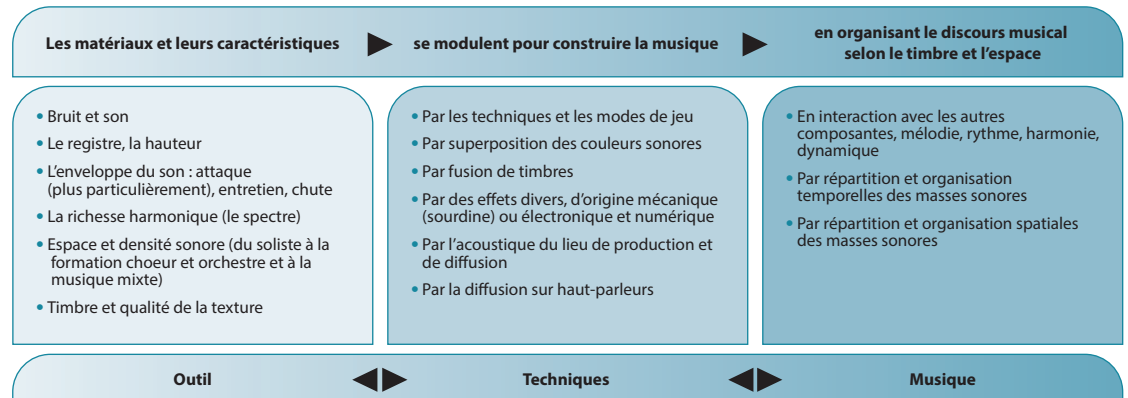 Les matériaux et leurs caractéristiques
se modulent pour construire la musique
en organisant le discours musical
selon le timbre et l'espace
• Bruit et son
• Le registre, la hauteur
• L'enveloppe du son : attaque
(plus particulièrement), entretien, chute
• La richesse harmonique (le spectre)
• Espace et densité sonore (du soliste à la
formation choeur et orchestre et à la
musique mixte)
• Timbre et qualité de la texture
• Par les techniques et les modes de jeu
• Par superposition des couleurs sonores
• Par fusion de timbres
• Par des effets divers, d'origine mécanique
(sourdine) ou électronique et numérique
• Par l'acoustique du lieu de production et
de diffusion
• Par la diffusion sur haut-parleurs
• En interaction avec les autres
composantes, mélodie, rythme, harmonie,
dynamique
• Par répartition et organisation
temporelles des masses sonores
• Par répartition et organisation spatiales
des masses sonores
Outil
Techniques
Musique